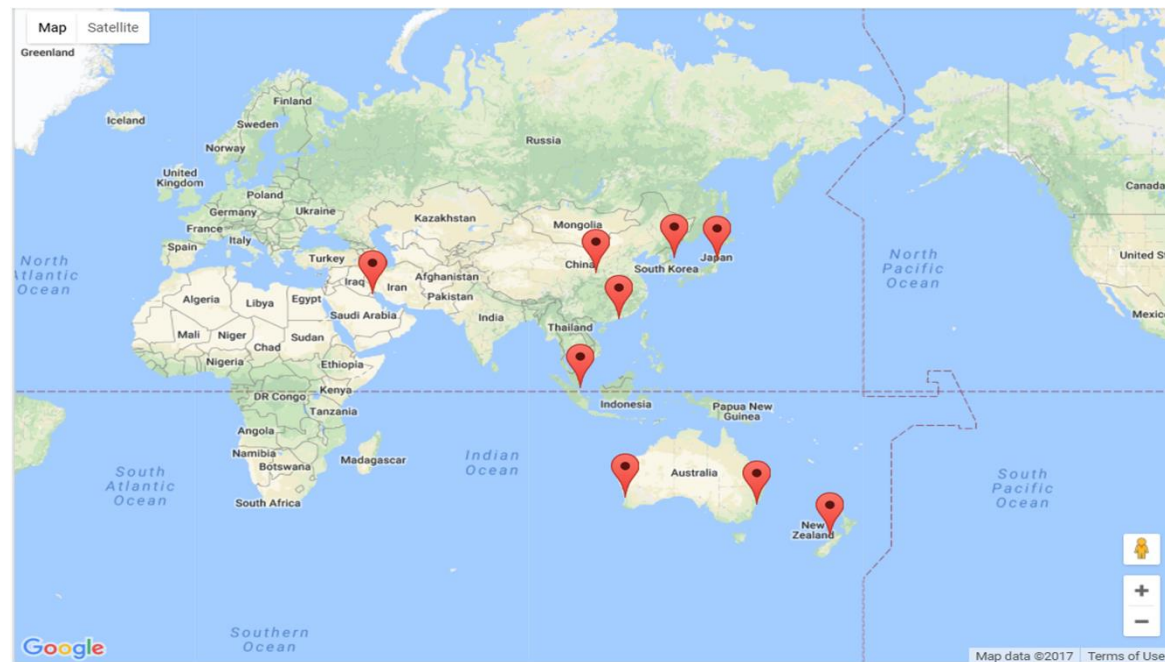 Map Satellite
Greenland
Iceland
Finland
Sweden
Norway
Russia
United
Kingdom
Poland
Germany
Ukraine
France
Italy
Spain
Turkey
Kazakhstan
Mongolia
China
South Korea
Japan
Canada
United St
Mexic
North
Atlantic
Ocean
North
Pacific
Ocean
Iraq
Iran
Afghanistan
Pakistan
Algeria
Libya
Egypt
Saudi Arabia
India
Thailand
Mali
Niger
Chad
Sudan
Nigeria
Ethiopia
DR Congo
Kenya
Tanzania
Indonesia
Papua New
Guinea
Angola
Namibia
Botswana
Madagascar
South Africa
South
Atlantic
Ocean
Indian
Ocean
Australia
South
Pacific
Ocean
New
Zealand
Southern
Ocean
+
−
Google
Map data ©2017 Terms of Use